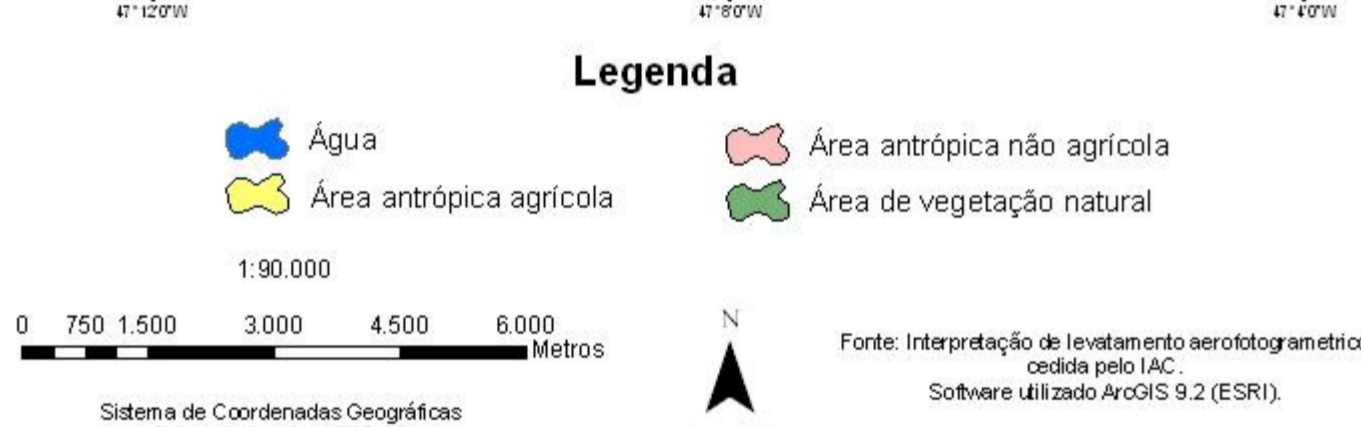 47°12'0"W 47°8'0"W 47°4'0"W
Legenda
Água
Área antrópica agrícola
Área antrópica não agrícola
Área de vegetação natural
1:90.000
0 750 1.500 3.000 4.500 6.000
Metros
N
Fonte: Interpretação de levatamento aerofotogrametrico
cedida pelo IAC.
Software utilizado ArcGIS 9.2 (ESRI).
Sistema de Coordenadas Geográficas